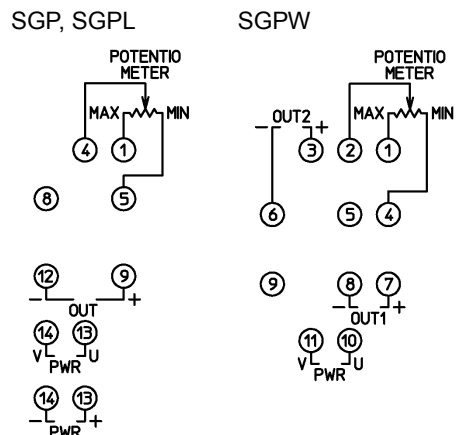 SGP, SGPL
POTENTIO
METER
MAX MIN
4 1
8 5
12 9
- OUT +
14 13
V PWR U
14 13
- PWR +
SGPW
POTENTIO
METER
OUT2 MAX MIN
- +
3 2 1
6 5 4
9 8 7
- OUT1 +
11 10
V PWR U